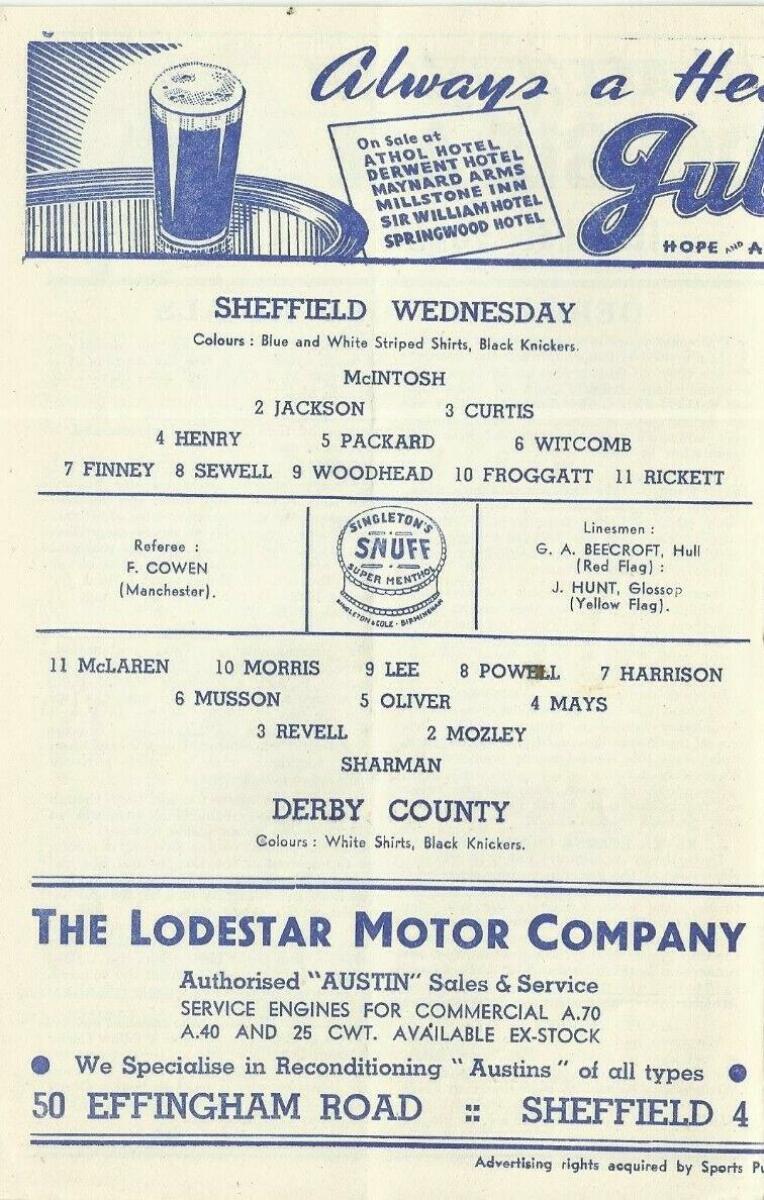 Always a
On Sale at
ATHOL HOTEL
DERWENT HOTEL
MAYNARD ARMS
MILLSTONE INN
SIR WILLIAM HOTEL
SPRINGWOOD HOTEL
HOPE AND
SHEFFIELD WEDNESDAY
Colours : Blue and White Striped Shirts, Black Knickers.
McINTOSH
2 JACKSON 3 CURTIS
4 HENRY 5 PACKARD 6 WITCOMB
7 FINNEY 8 SEWELL 9 WOODHEAD 10 FROGGATT 11 RICKETT
Referee :
F. COWEN
(Manchester).
SINGLETON'S
SNUFF
SUPER MENTHOL
SINGLETON & COLE · BIRMINGHAM
Linesmen :
G. A. BEECROFT, Hull
(Red Flag) :
J. HUNT, Glossop
(Yellow Flag).
11 McLAREN 10 MORRIS 9 LEE 8 POWELL 7 HARRISON
6 MUSSON 5 OLIVER 4 MAYS
3 REVELL 2 MOZLEY
SHARMAN
DERBY COUNTY
Colours : White Shirts, Black Knickers.
THE LODESTAR MOTOR COMPANY
Authorised "AUSTIN" Sales & Service
SERVICE ENGINES FOR COMMERCIAL A.70
A.40 AND 25 CWT. AVAILABLE EX-STOCK
● We Specialise in Reconditioning "Austins" of all types ●
50 EFFINGHAM ROAD :: SHEFFIELD 4
Advertising rights acquired by Sports